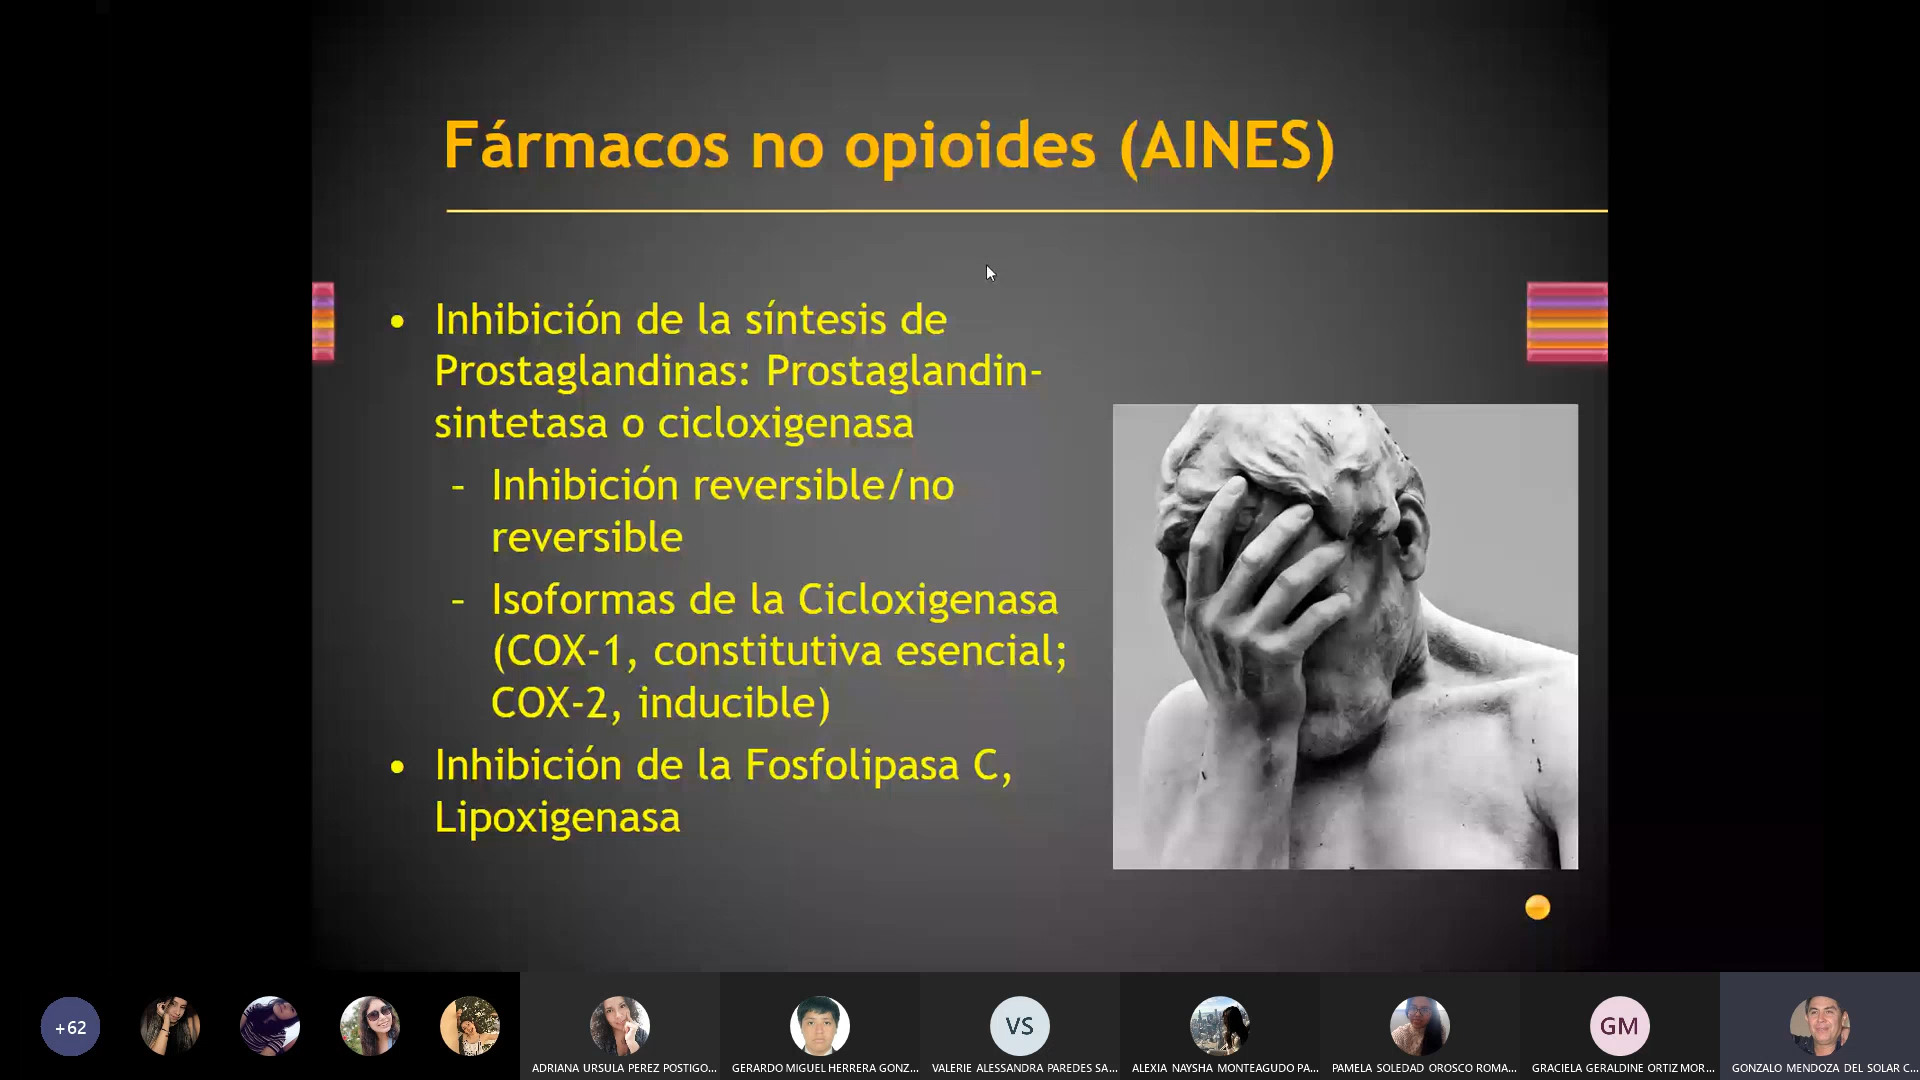 Fármacos no opioides (AINES)
• Inhibición de la síntesis de
Prostaglandinas: Prostaglandin-
sintetasa o cicloxigenasa
– Inhibición reversible/no
reversible
– Isoformas de la Cicloxigenasa
(COX-1, constitutiva esencial;
COX-2, inducible)
• Inhibición de la Fosfolipasa C,
Lipoxigenasa
+62
VS
GM
ADRIANA URSULA PEREZ POSTIGO...
GERARDO MIGUEL HERRERA GONZ...
VALERIE ALESSANDRA PAREDES SA...
ALEXIA NAYSHA MONTEAGUDO PA...
PAMELA SOLEDAD OROSCO ROMA...
GRACIELA GERALDINE ORTIZ MOR...
GONZALO MENDOZA DEL SOLAR C...